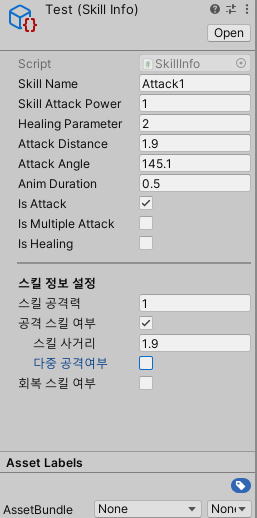 Test (Skill Info)
Open
Script SkillInfo
Skill Name Attack1
Skill Attack Power 1
Healing Parameter 2
Attack Distance 1.9
Attack Angle 145.1
Anim Duration 0.5
Is Attack
Is Multiple Attack
Is Healing
스킬 정보 설정
스킬 공격력 1
공격 스킬 여부
스킬 사거리 1.9
다중 공격여부
회복 스킬 여부
Asset Labels
AssetBundle None